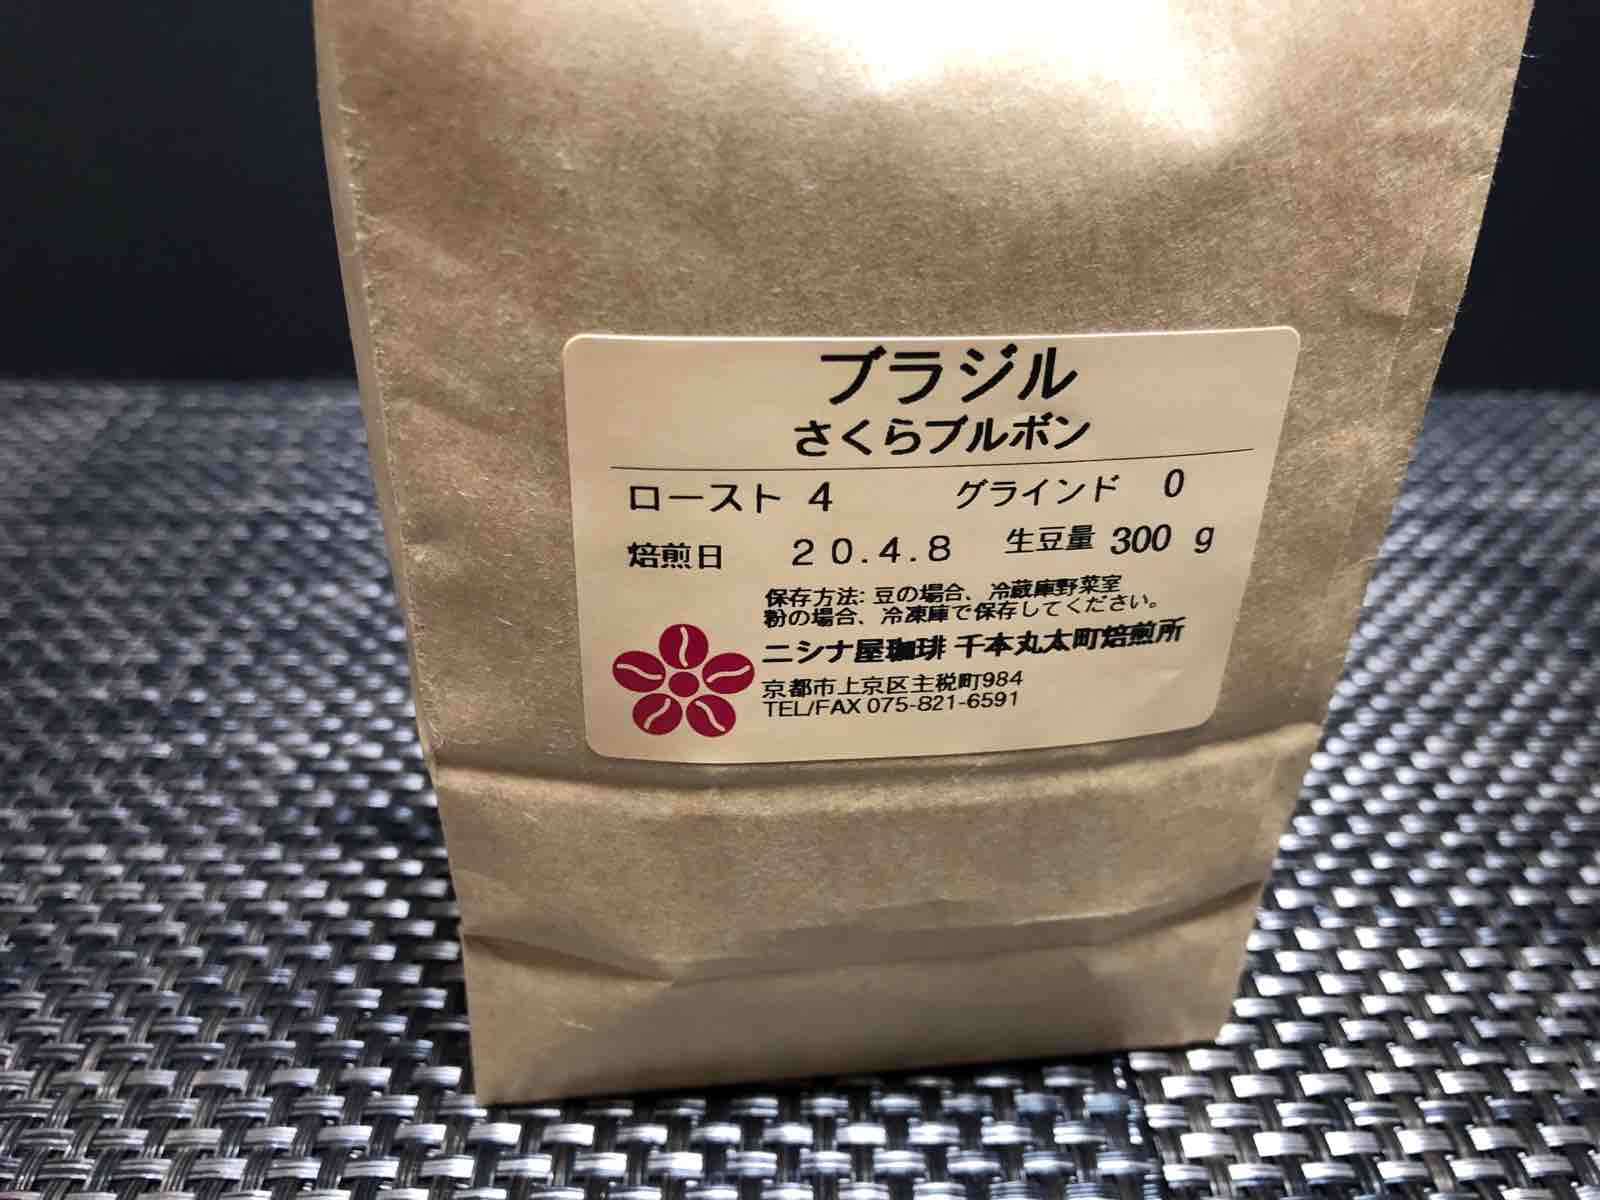 ブラジル
さくらブルボン
ロースト 4 グラインド 0
焙煎日 20.4.8 生豆量 300 g
保存方法: 豆の場合、冷蔵庫野菜室
粉の場合、冷凍庫で保存してください。
ニシナ屋珈琲 千本丸太町焙煎所
京都市上京区主税町984
TEL/FAX 075-821-6591